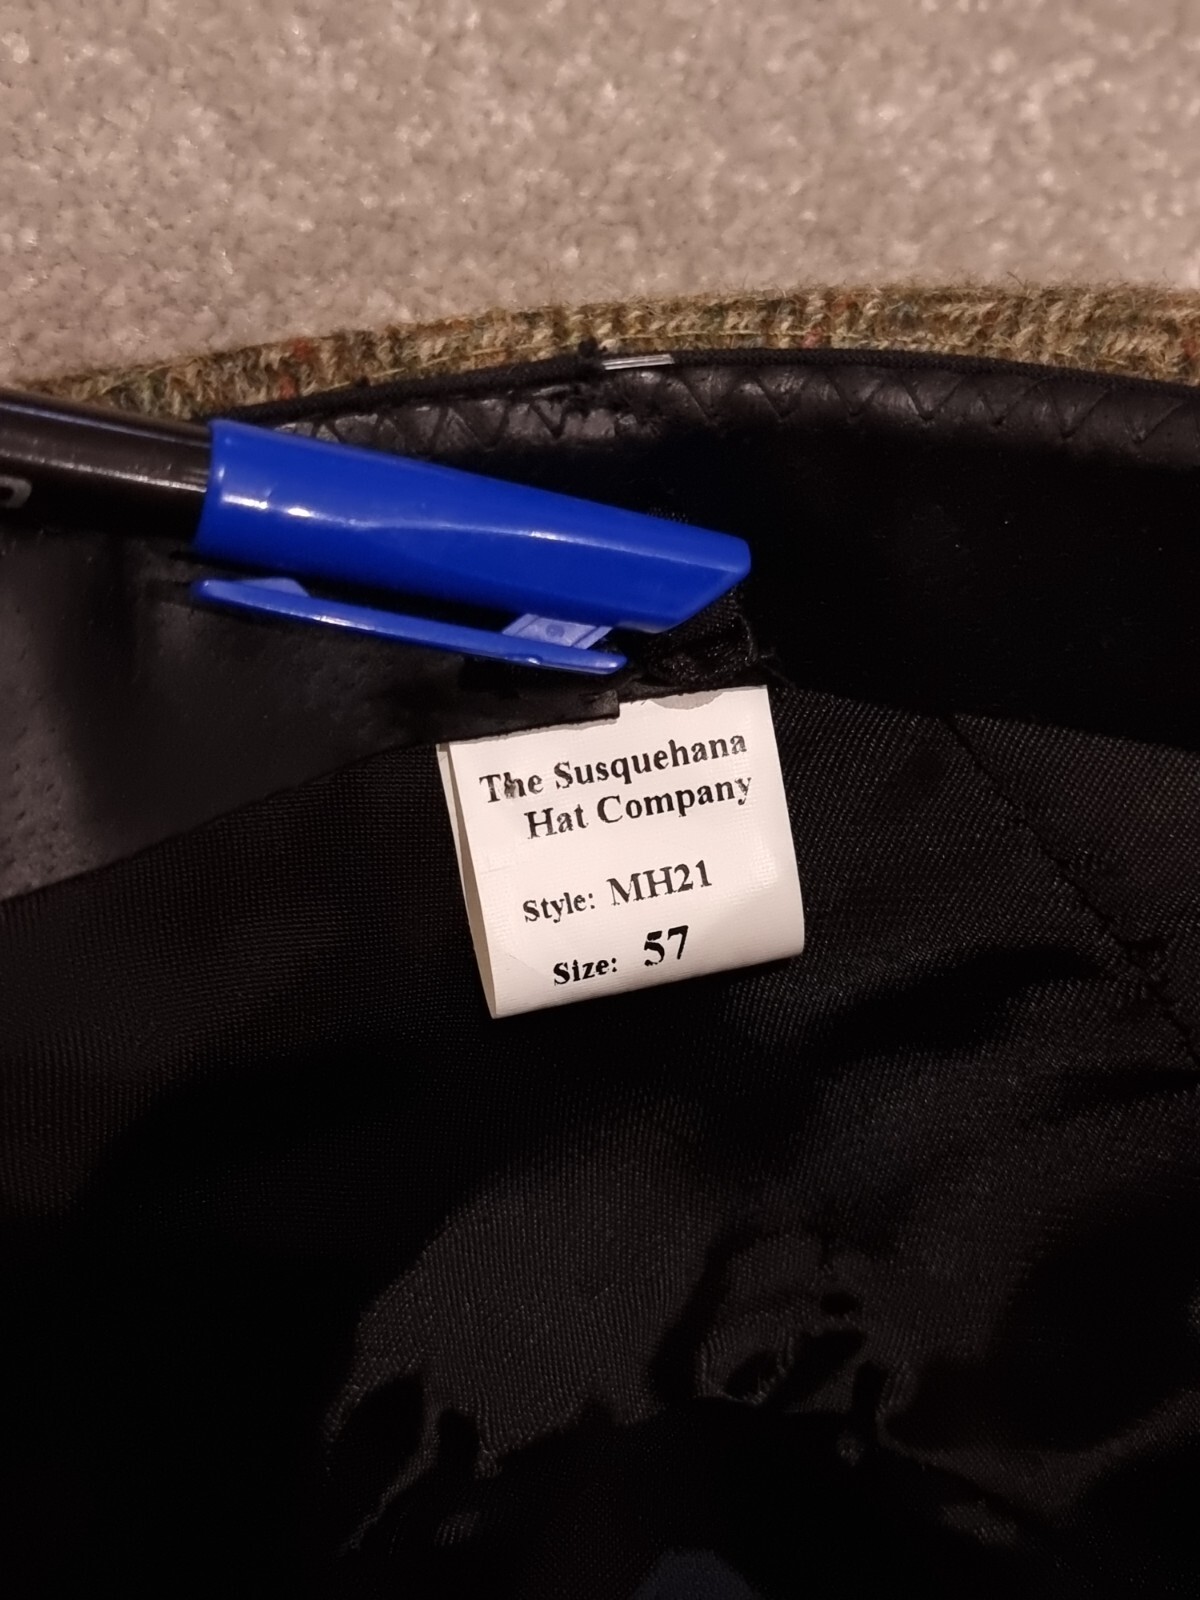 The Susquehana
Hat Company
Style: MH21
Size: 57